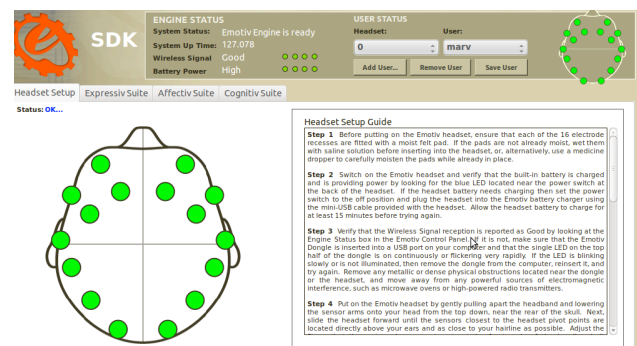 SDK
ENGINE STATUS
System Status: Emotiv Engine is ready
System Up Time: 127.078
Wireless Signal Good
Battery Power High
USER STATUS
Headset: User:
0 marv
Add User... Remove User Save User
Headset Setup Expressiv Suite Affectiv Suite Cognitiv Suite
Status: OK...
Headset Setup Guide
Step 1 Before putting on the Emotiv headset, ensure that each of the 16 electrode
recesses are fitted with a moist felt pad. If the pads are not already moist, wet them
with saline solution before inserting into the headset, or, alternatively, use a medicine
dropper to carefully moisten the pads while already in place.
Step 2 Switch on the Emotiv headset and verify that the built-in battery is charged
and is providing power by looking for the blue LED located near the power switch at
the back of the headset. If the headset battery needs charging then set the power
switch to the off position and plug the headset into the Emotiv battery charger using
the mini-USB cable provided with the headset. Allow the headset battery to charge for
at least 15 minutes before trying again.
Step 3 Verify that the Wireless Signal reception is reported as Good by looking at the
Engine Status box in the Emotiv Control Panel. If it is not, make sure that the Emotiv
Dongle is inserted into a USB port on your computer and that the single LED on the top
half of the dongle is on continuously or flickering very rapidly. If the LED is blinking
slowly or is not illuminated, then remove the dongle from the computer, reinsert it, and
try again. Remove any metallic or dense physical obstructions located near the dongle
or the headset, and move away from any powerful sources of electromagnetic
interference, such as microwave ovens or high-powered radio transmitters.
Step 4 Put on the Emotiv headset by gently pulling apart the headband and lowering
the sensor arms onto your head from the top down, near the rear of the skull. Next,
slide the headset forward until the sensors closest to the headset pivot points are
located directly above your ears and as close to your hairline as possible. Adjust the